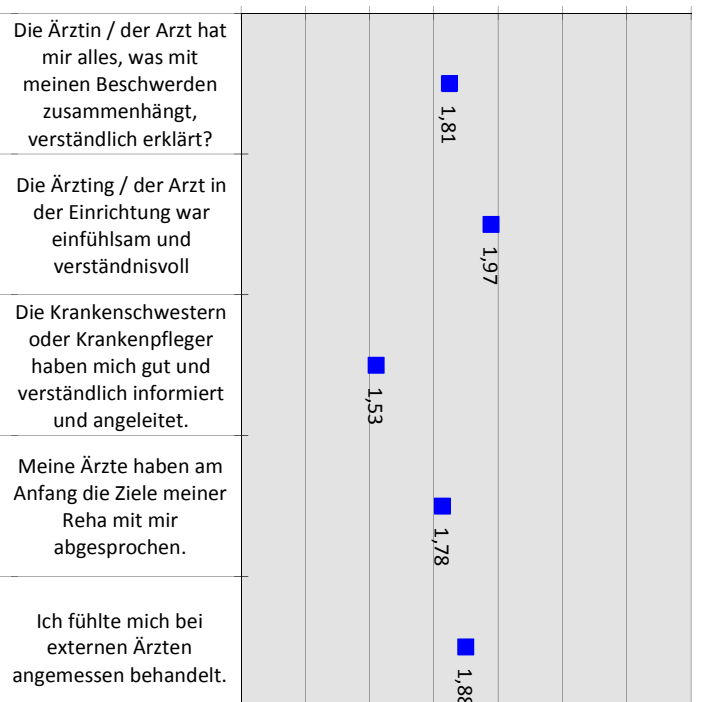 Die Ärztin / der Arzt hat
mir alles, was mit
meinen Beschwerden
zusammenhängt,
verständlich erklärt?
1,81
Die Ärzting / der Arzt in
der Einrichtung war
einfühlsam und
verständnisvoll
1,97
Die Krankenschwestern
oder Krankenpfleger
haben mich gut und
verständlich informiert
und angeleitet.
1,53
Meine Ärzte haben am
Anfang die Ziele meiner
Reha mit mir
abgesprochen.
1,78
Ich fühlte mich bei
externen Ärzten
angemessen behandelt.
1,88